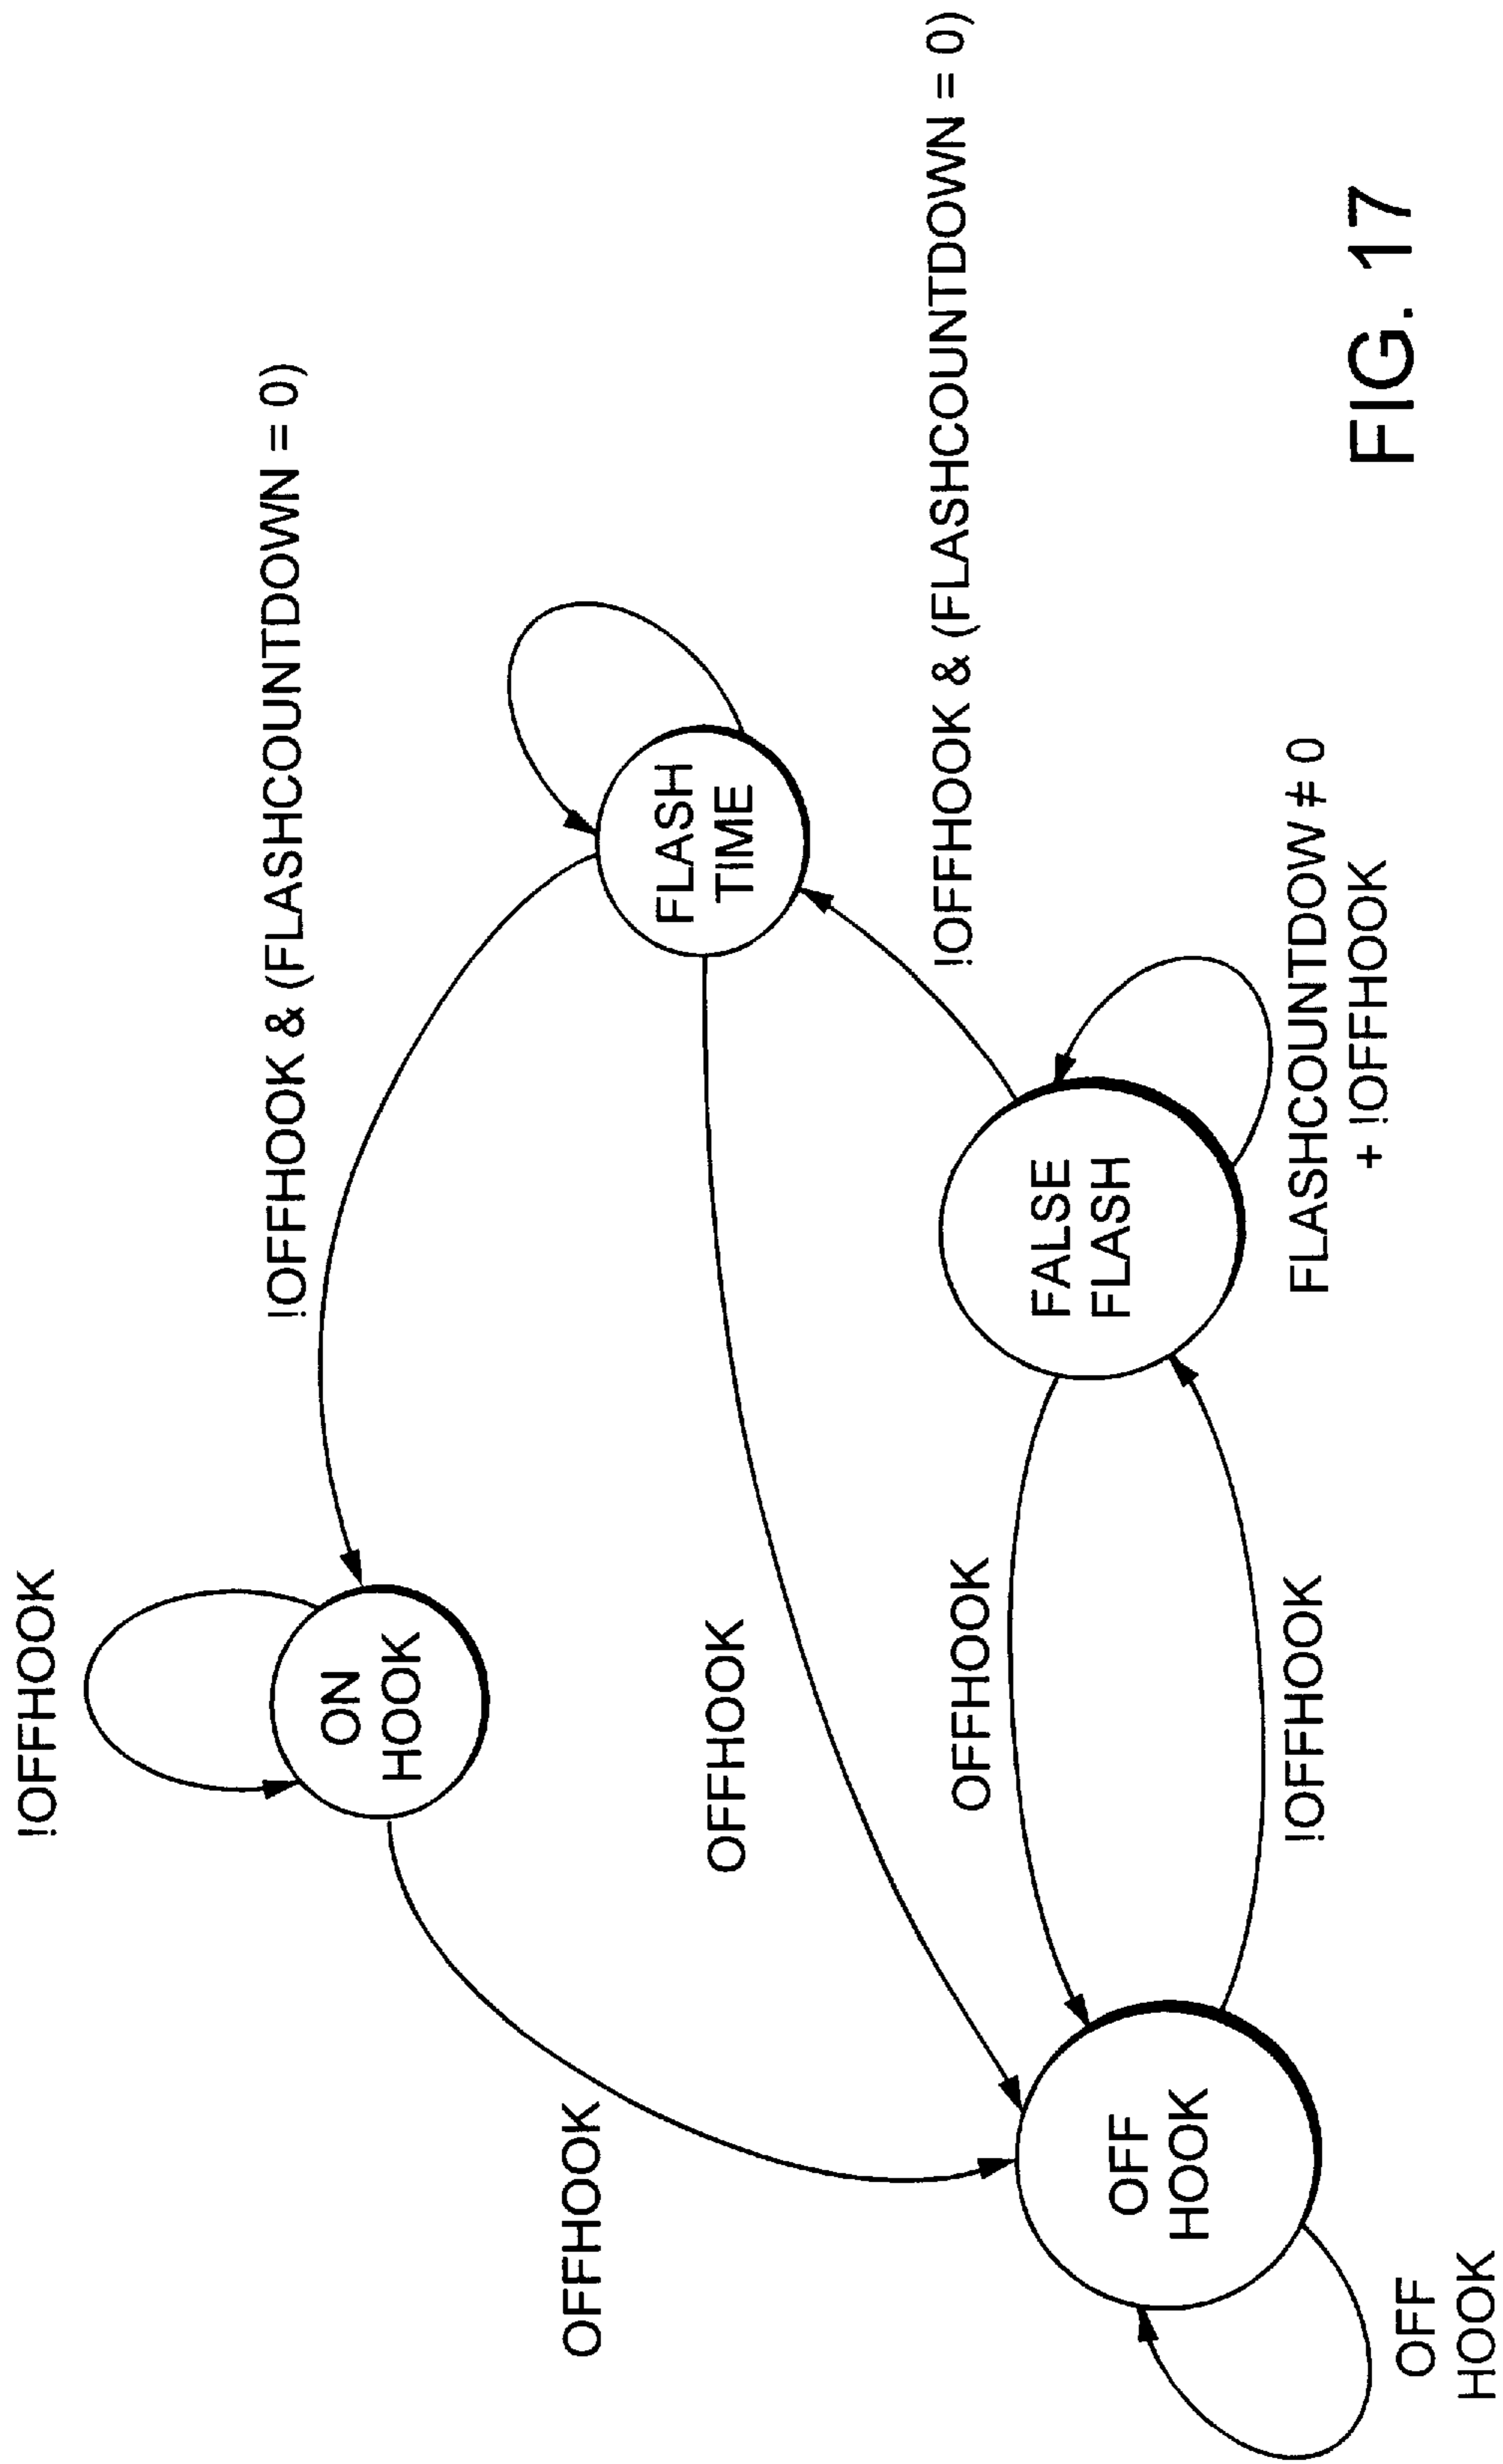 !OFFHOOK
!OFFHOOK & (FLASHCOUNTDOWN = 0)
ON
HOOK
OFFHOOK
FLASH
TIME
OFFHOOK
!OFFHOOK & (FLASHCOUNTDOWN = 0)
OFFHOOK
FALSE
FLASH
OFF
HOOK
!OFFHOOK
FLASHCOUNTDOW ≠ 0
+ !OFFHOOK
OFF
HOOK
FIG. 17